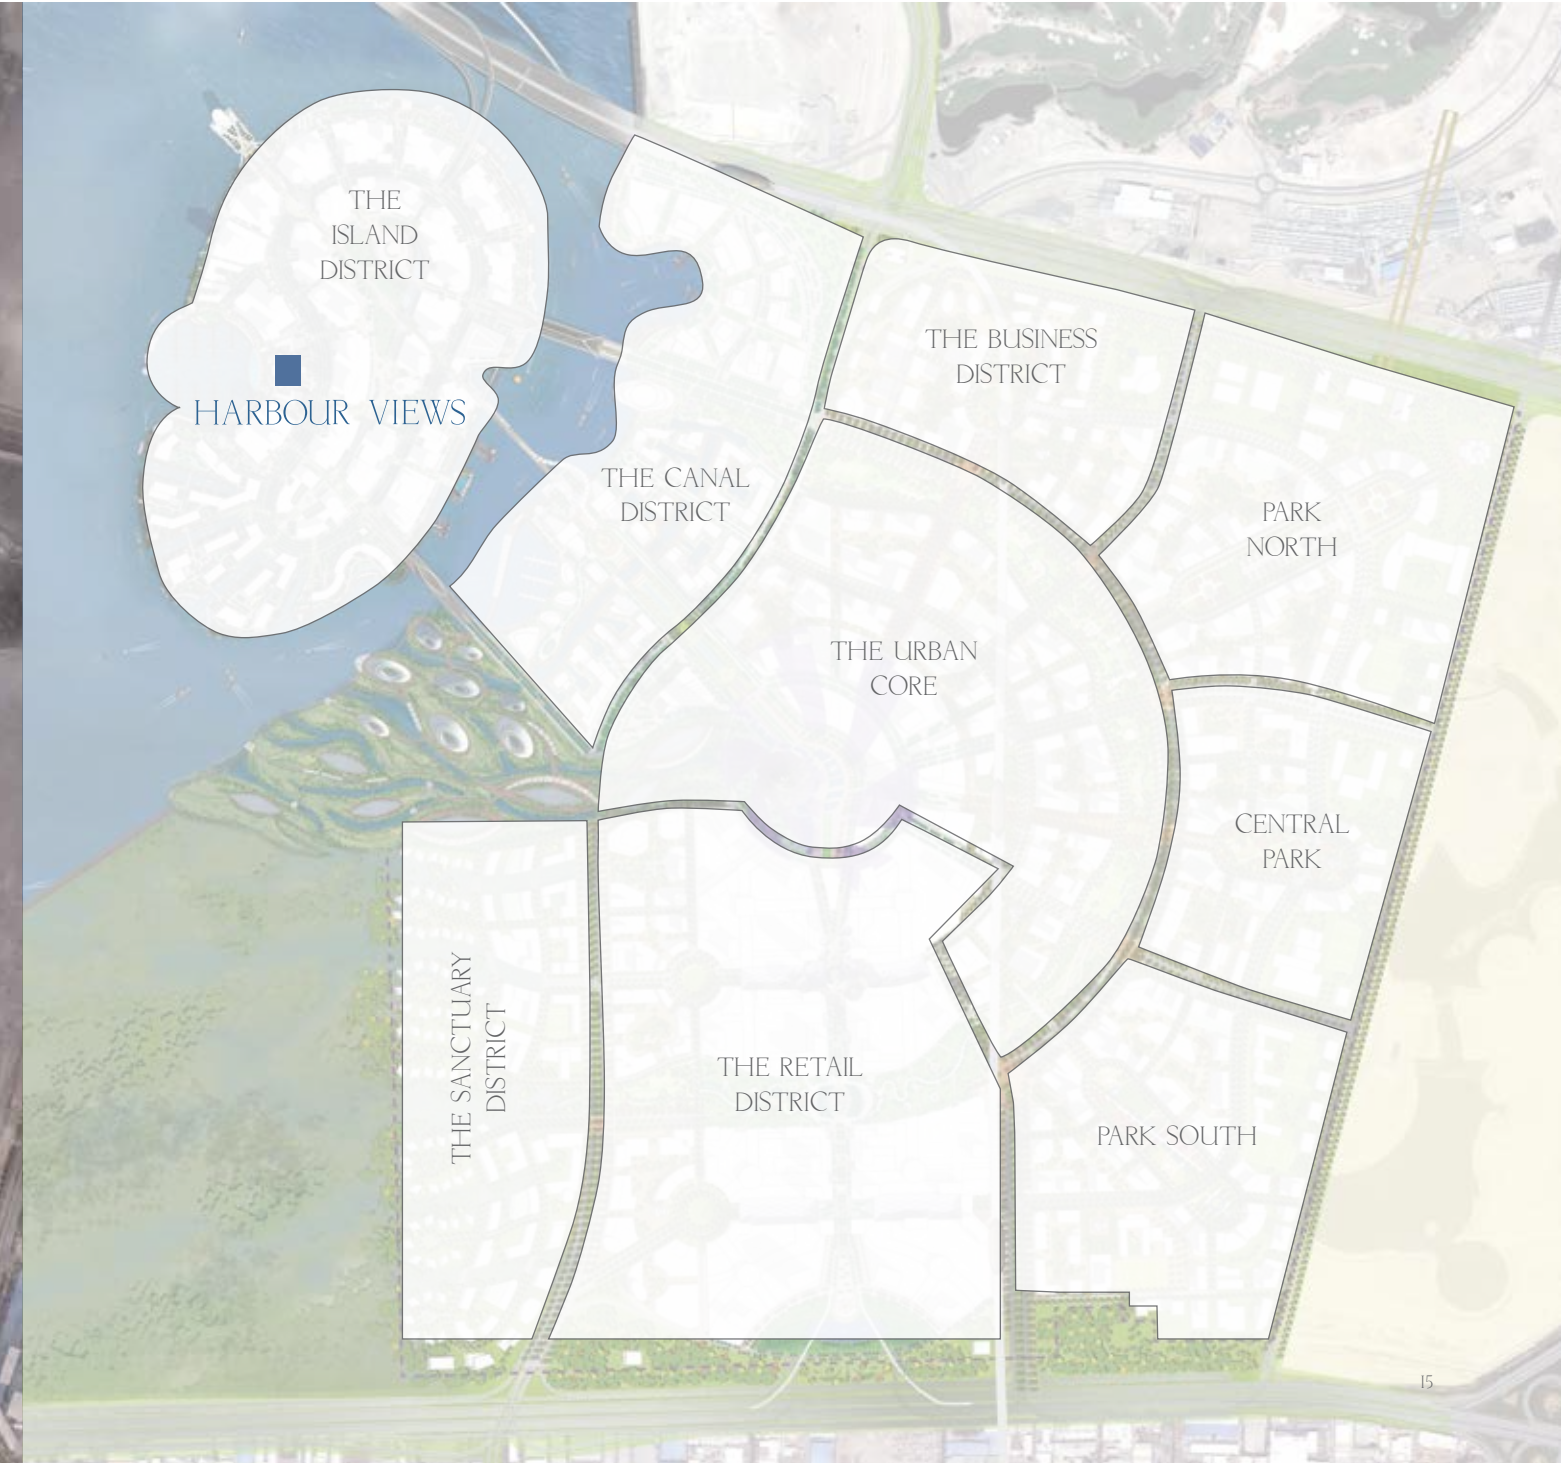 THE
ISLAND
DISTRICT
HARBOUR VIEWS
THE BUSINESS
DISTRICT
THE CANAL
DISTRICT
PARK
NORTH
THE URBAN
CORE
CENTRAL
PARK
THE SANCTUARY
DISTRICT
THE RETAIL
DISTRICT
PARK SOUTH
15